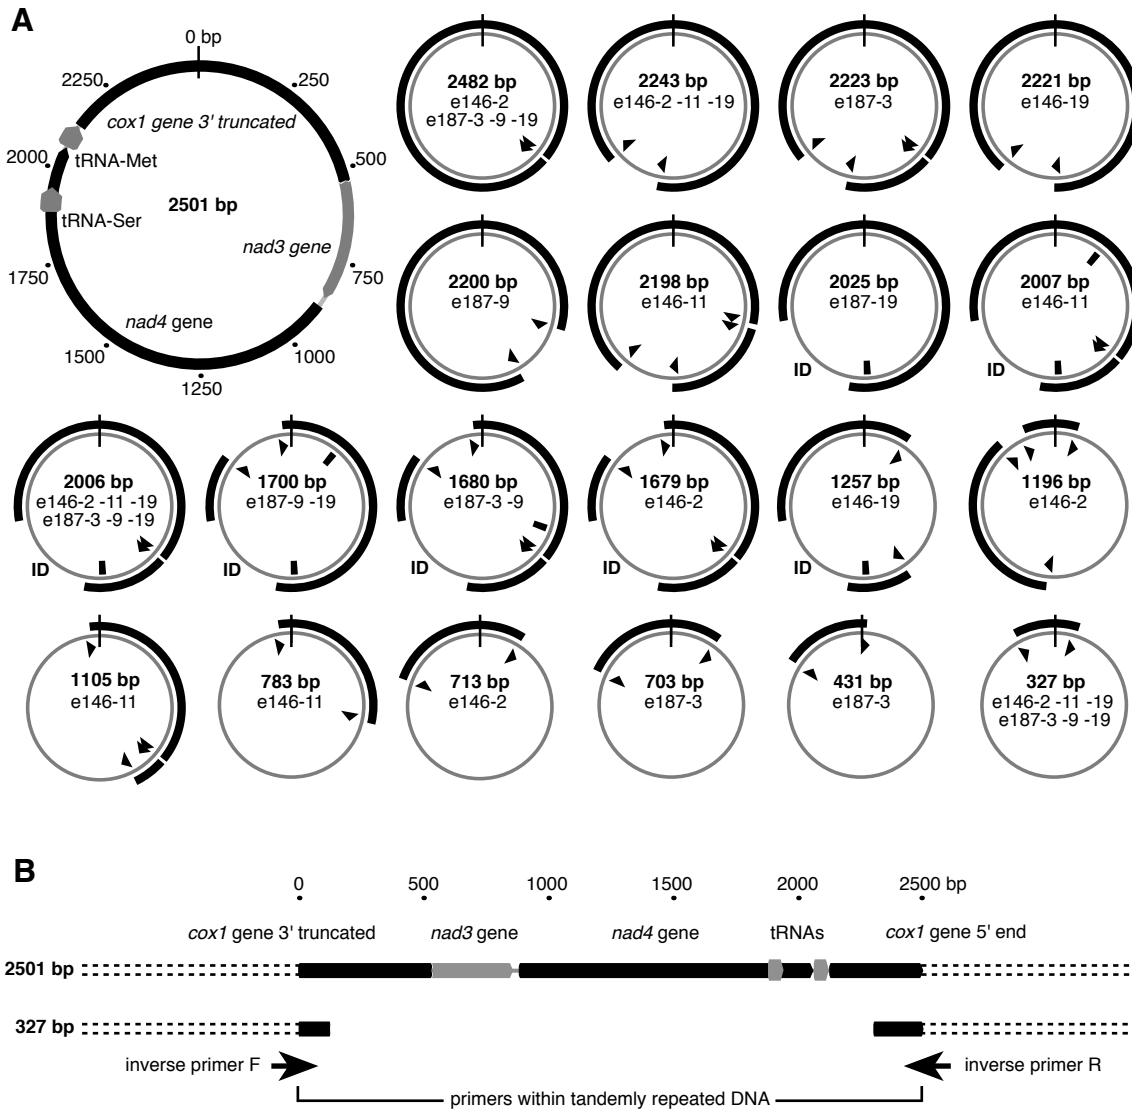 A
0 bp
250
500
750
1000
1250
1500
1750
2000
2250
cox1 gene 3' truncated
tRNA-Met
tRNA-Ser
2501 bp
nad3 gene
nad4 gene
2482 bp
e146-2
e187-3 -9 -19
2243 bp
e146-2 -11 -19
2223 bp
e187-3
2221 bp
e146-19
2200 bp
e187-9
2198 bp
e146-11
2025 bp
e187-19
ID
2007 bp
e146-11
ID
2006 bp
e146-2 -11 -19
e187-3 -9 -19
ID
1700 bp
e187-9 -19
ID
1680 bp
e187-3 -9
ID
1679 bp
e146-2
ID
1257 bp
e146-19
ID
1196 bp
e146-2
1105 bp
e146-11
783 bp
e146-11
713 bp
e146-2
703 bp
e187-3
431 bp
e187-3
327 bp
e146-2 -11 -19
e187-3 -9 -19
B
0 500 1000 1500 2000 2500 bp
cox1 gene 3' truncated nad3 gene nad4 gene tRNAs cox1 gene 5' end
2501 bp
327 bp
inverse primer F inverse primer R
primers within tandemly repeated DNA